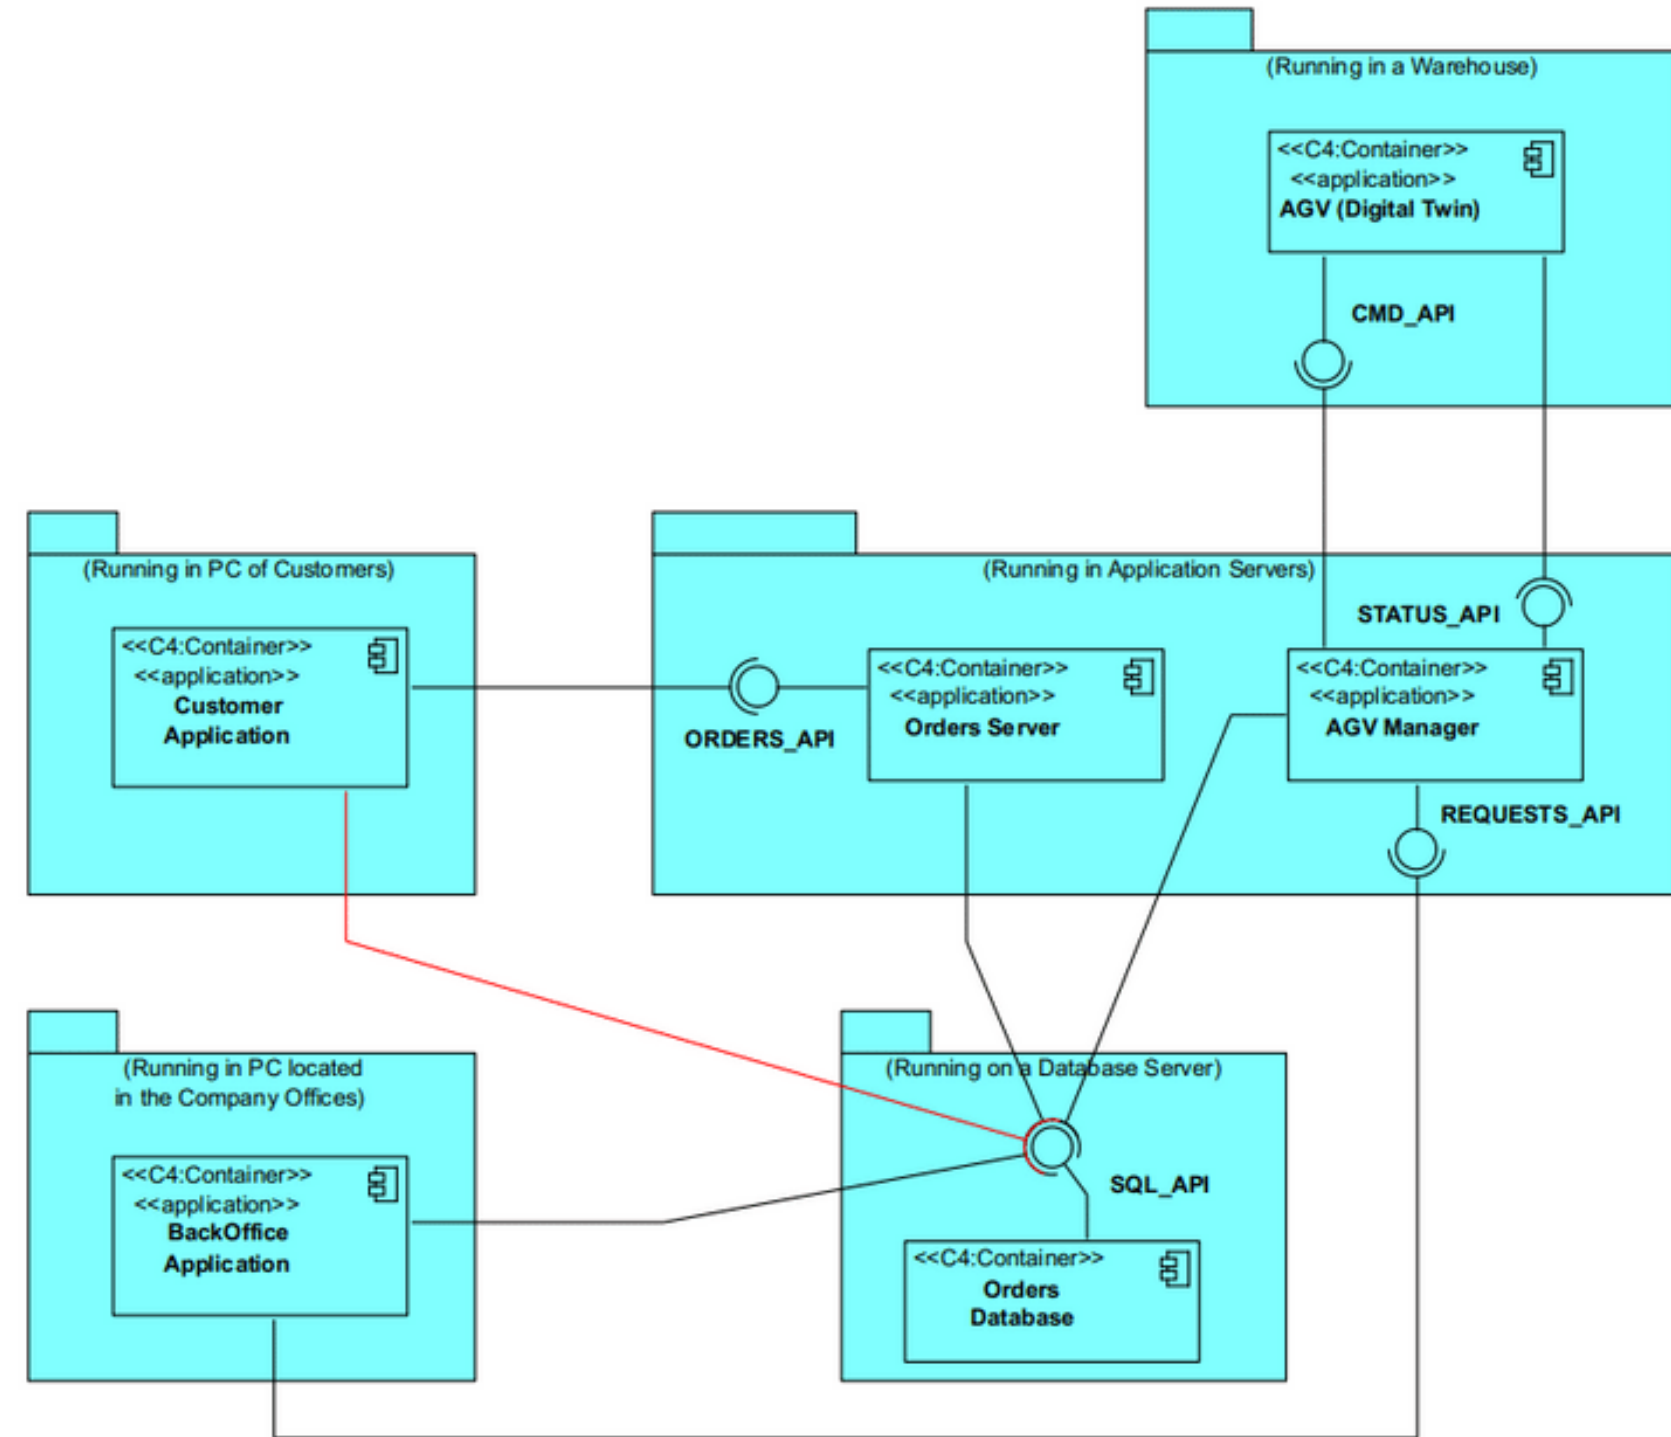 (Running in a Warehouse)
<<C4:Container>>
<<application>>
AGV (Digital Twin)
CMD_API
(Running in PC of Customers)
<<C4:Container>>
<<application>>
Customer
Application
(Running in Application Servers)
STATUS_API
ORDERS_API
<<C4:Container>>
<<application>>
Orders Server
<<C4:Container>>
<<application>>
AGV Manager
REQUESTS_API
(Running in PC located
in the Company Offices)
<<C4:Container>>
<<application>>
BackOffice
Application
(Running on a Database Server)
SQL_API
<<C4:Container>>
Orders
Database